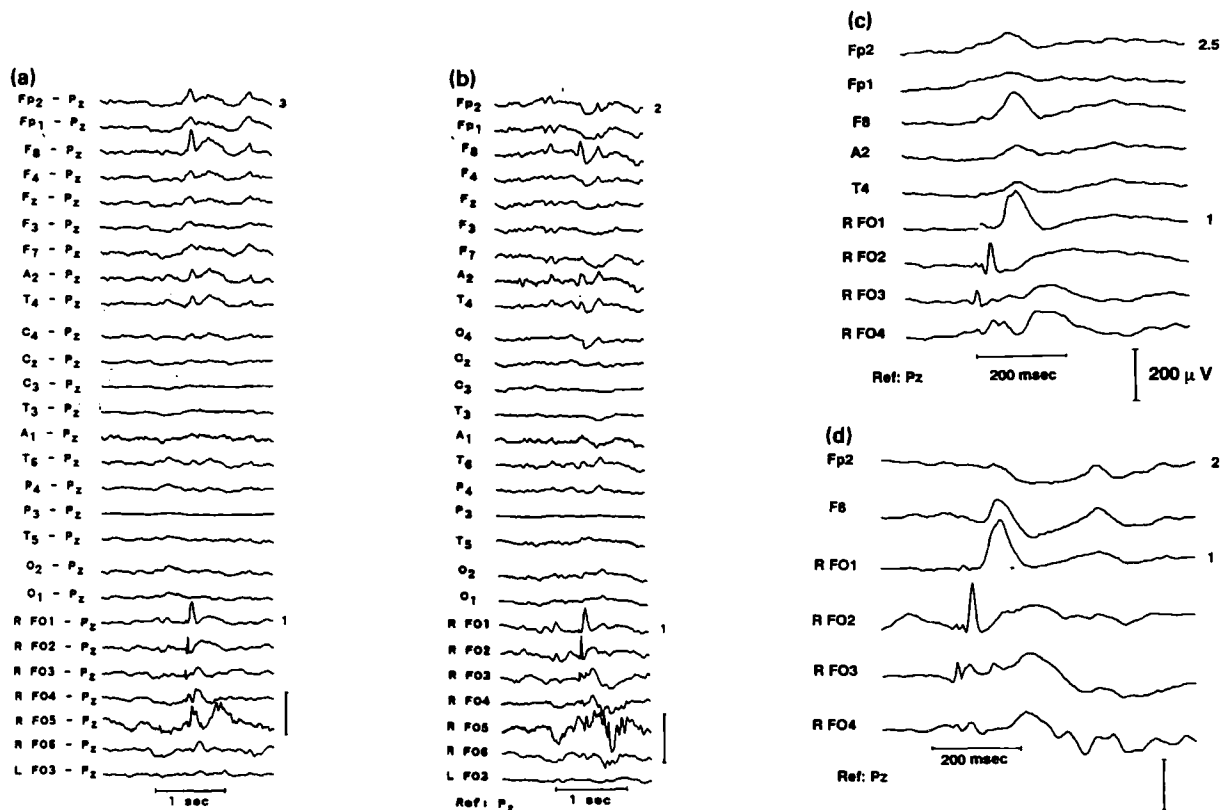 (a)
Fp2 - Pz 3
Fp1 - Pz
F8 - Pz
F4 - Pz
Fz - Pz
F3 - Pz
F7 - Pz
A2 - Pz
T4 - Pz
C4 - Pz
Cz - Pz
C3 - Pz
T3 - Pz
A1 - Pz
T6 - Pz
P4 - Pz
P3 - Pz
T5 - Pz
O2 - Pz
O1 - Pz
R FO1 - Pz 1
R FO2 - Pz
R FO3 - Pz
R FO4 - Pz
R FO5 - Pz
R FO6 - Pz
L FO3 - Pz
1 sec
(b)
Fp2 2
Fp1
F8
F4
Fz
F3
F7
A2
T4
C4
Cz
C3
T3
A1
T6
P4
P3
T5
O2
O1
R FO1 1
R FO2
R FO3
R FO4
R FO5
R FO6
L FO3
Ref: Pz 1 sec
(c)
Fp2 2.5
Fp1
F8
A2
T4
R FO1 1
R FO2
R FO3
R FO4
Ref: Pz 200 msec 200 μ V
(d)
Fp2 2
F8
R FO1 1
R FO2
R FO3
R FO4
200 msec
Ref: Pz